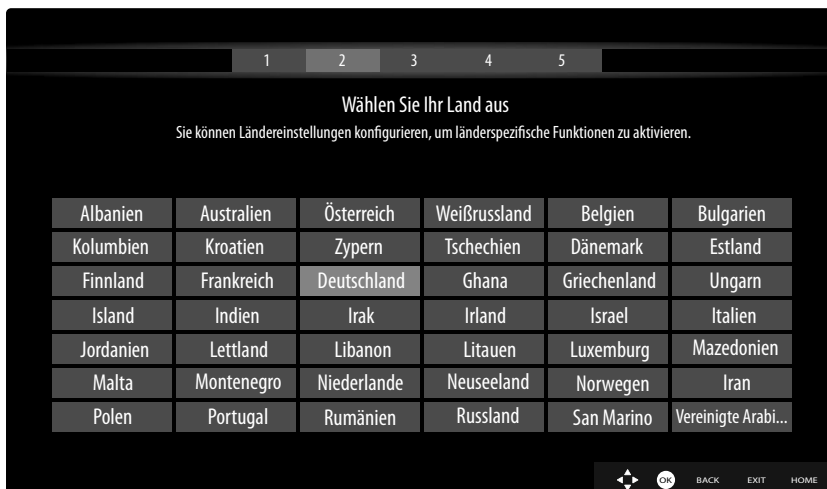 1 2 3 4 5
Wählen Sie Ihr Land aus
Sie können Ländereinstellungen konfigurieren, um länderspezifische Funktionen zu aktivieren.
Albanien Australien Österreich Weißrussland Belgien Bulgarien
Kolumbien Kroatien Zypern Tschechien Dänemark Estland
Finnland Frankreich Deutschland Ghana Griechenland Ungarn
Island Indien Irak Irland Israel Italien
Jordanien Lettland Libanon Litauen Luxemburg Mazedonien
Malta Montenegro Niederlande Neuseeland Norwegen Iran
Polen Portugal Rumänien Russland San Marino Vereinigte Arabi...
OK BACK EXIT HOME